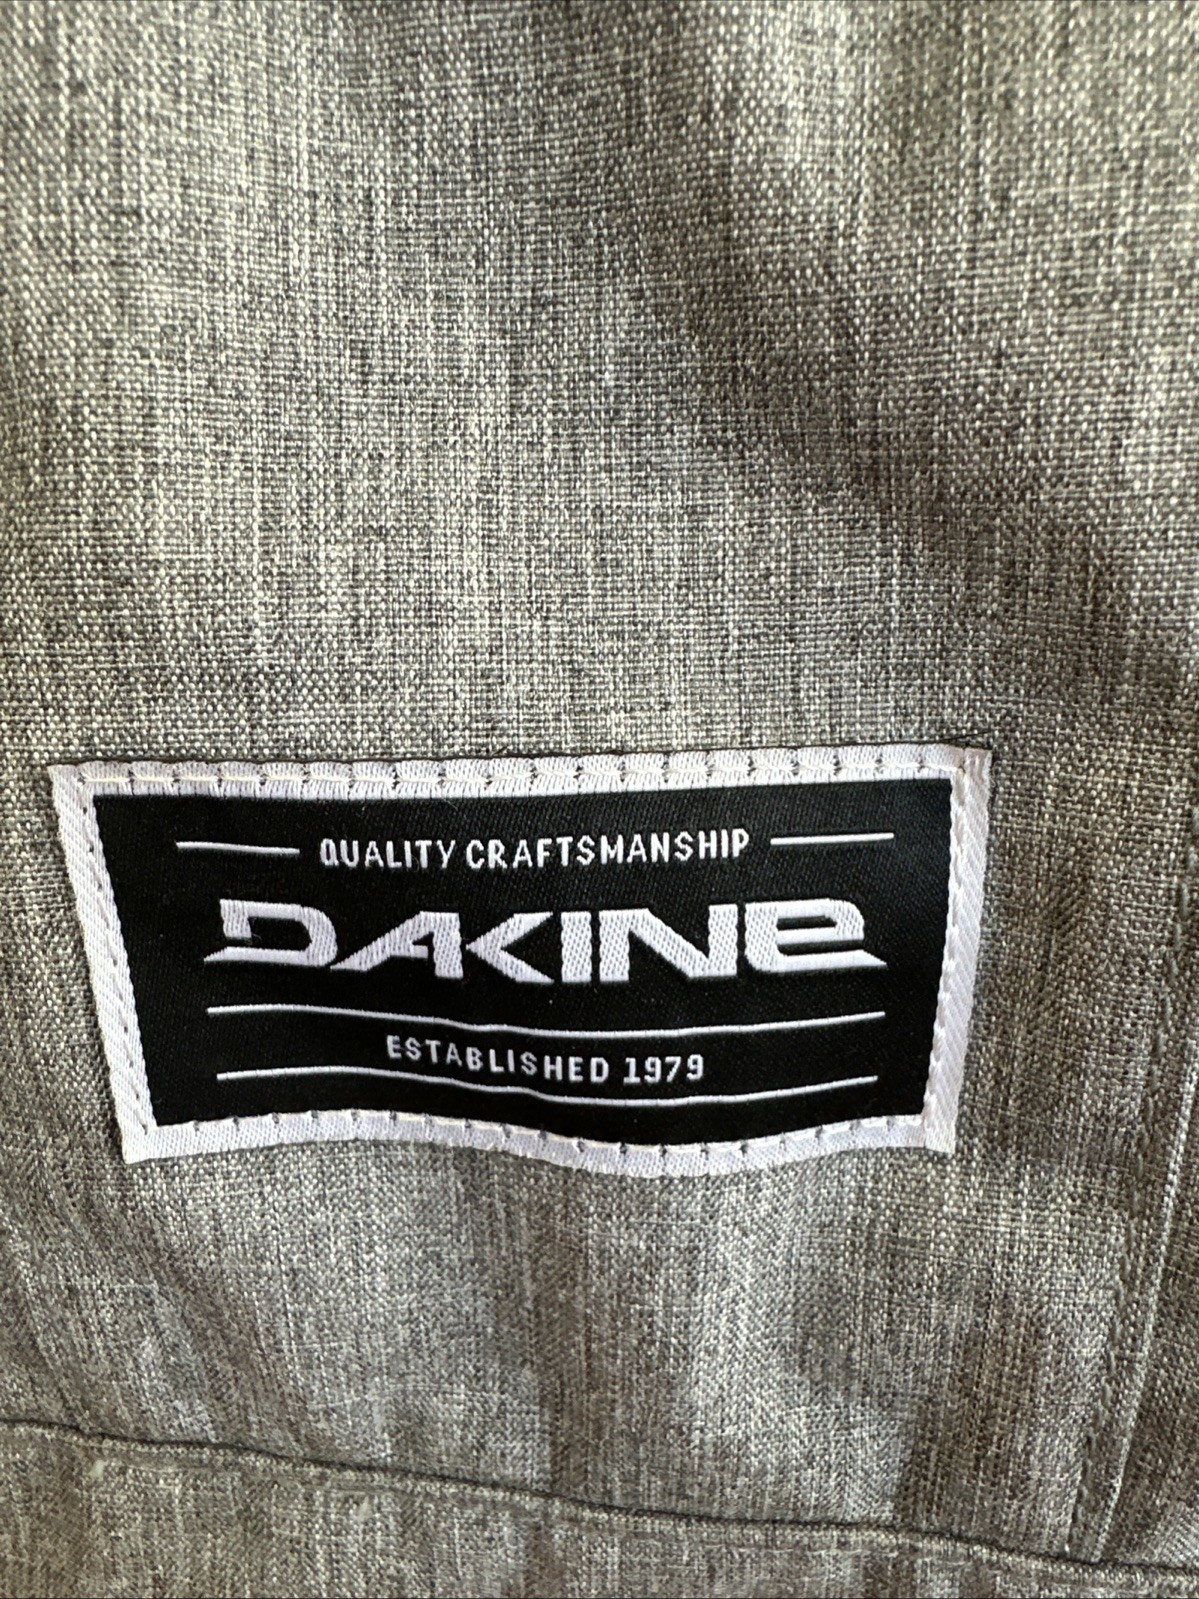 QUALITY CRAFTSMANSHIP
DAKINE
ESTABLISHED 1979